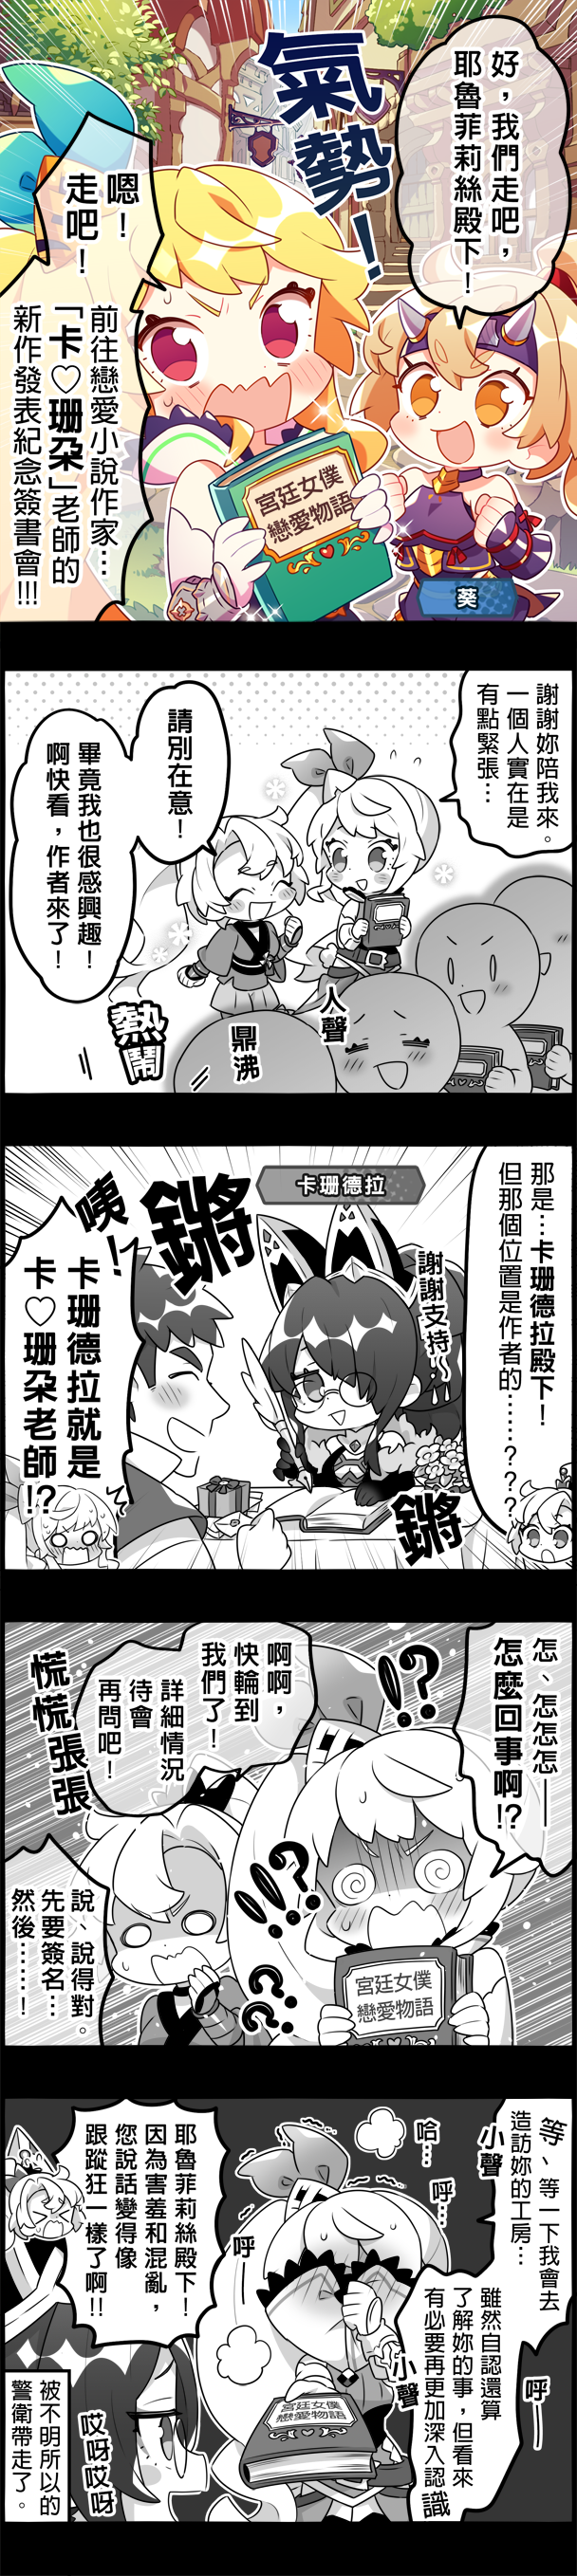 好，我們走吧，
耶魯菲莉絲殿下！
氣勢！
嗯！
走吧！
前往戀愛小說作家…
「卡♡珊朵」老師的
新作發表紀念簽書會!!!
宮廷女僕
戀愛物語
葵
謝謝妳陪我來。
一個人實在是
有點緊張…
請別在意！
畢竟我也很感興趣！
啊快看，作者來了！
人聲
鼎沸
熱鬧
那是…卡珊德拉殿下！
但那個位置是作者的……???
卡珊德拉
謝謝支持～
鏘
鏘
咦！
卡珊德拉就是
卡♡珊朵老師!?
怎、怎怎怎——
怎麼回事啊!?
!?
啊啊，
快輪到
我們了！
詳細情況
待會
再問吧！
慌慌張張
!!?
??
宮廷女僕
戀愛物語
說、說得對。
先要簽名…
然後……！
等、等一下我會去
造訪妳的工房…
小聲
哈…
呼…
呼—
呼—
雖然自認還算
了解妳的事，但看來
有必要再更加深入認識
小聲
宮廷女僕
戀愛物語
耶魯菲莉絲殿下！
因為害羞和混亂，
您說話變得像
跟蹤狂一樣了啊!!
哎呀哎呀
被不明所以的
警衛帶走了。